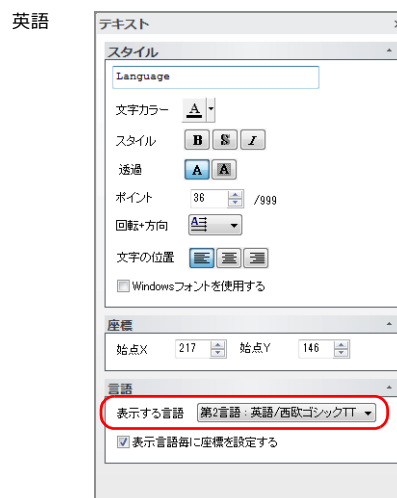 英語
テキスト
スタイル
Language
文字カラー A
スタイル B S I
透過 A A
ポイント 36 /999
回転+方向 A
文字の位置
Windowsフォントを使用する
座標
始点X 217 始点Y 146
言語
表示する言語 第2言語:英語/西欧ゴシックTT
表示言語毎に座標を設定する